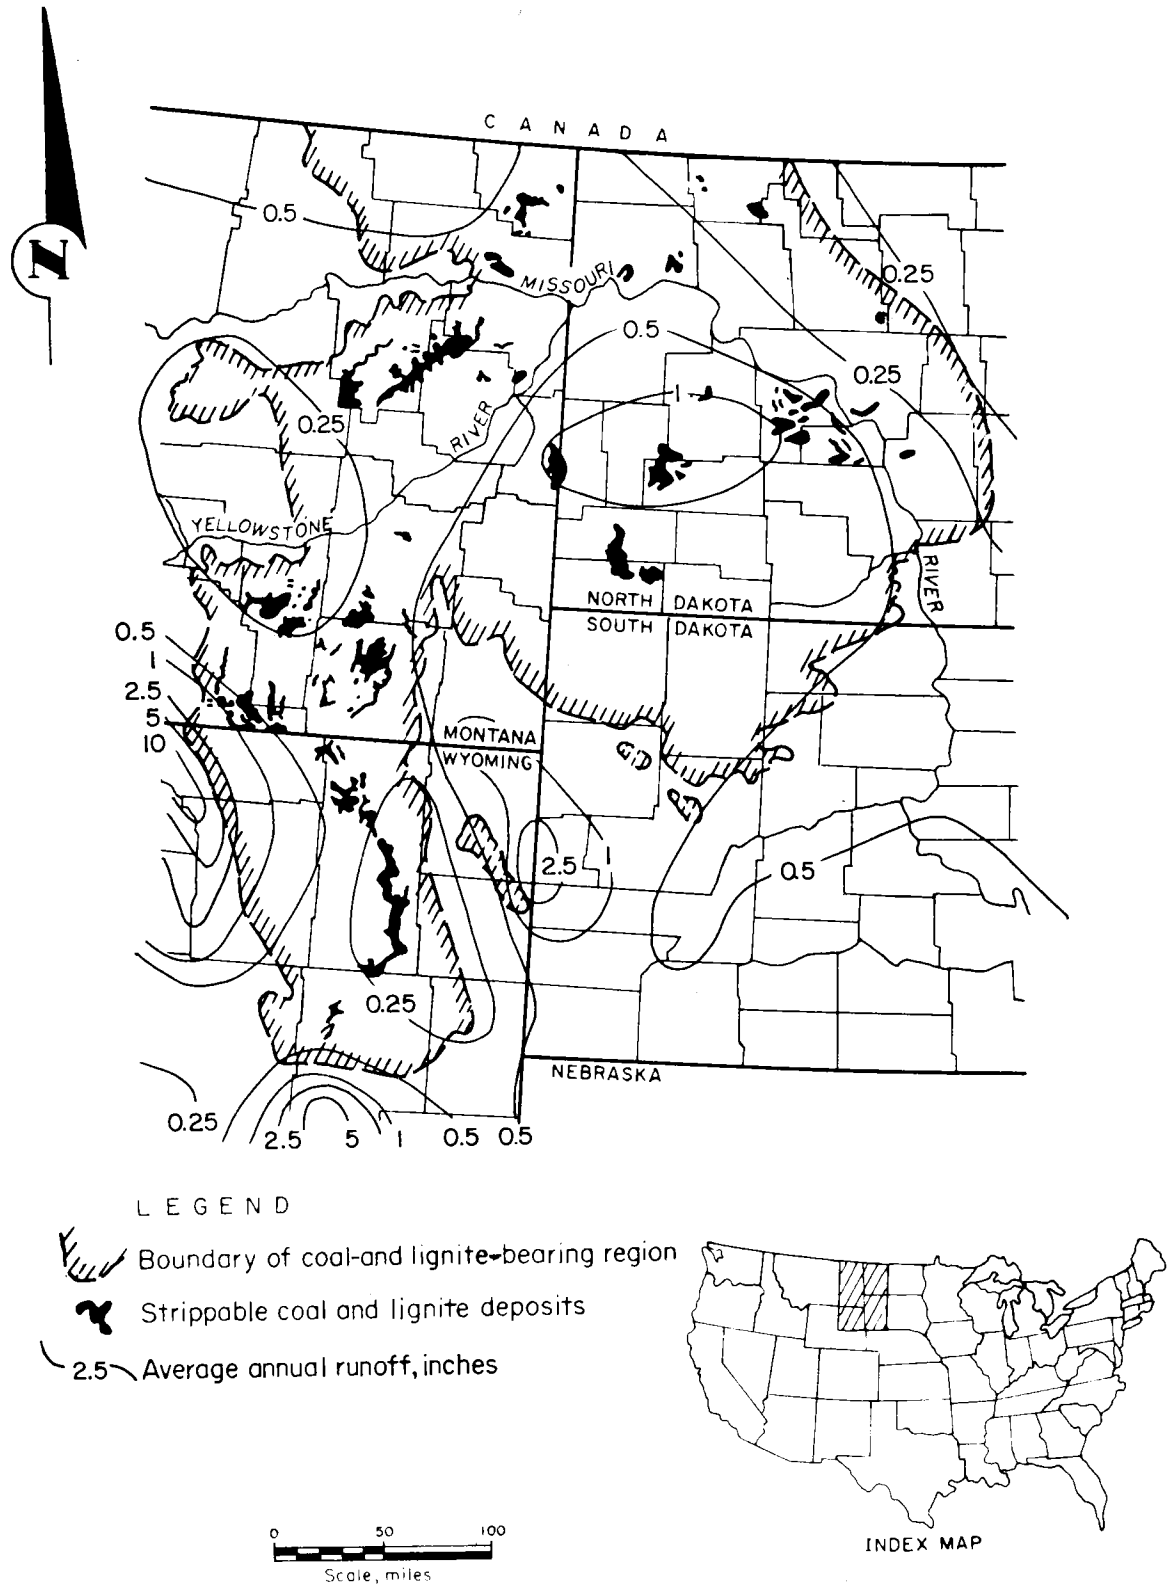 CANADA
N
0.5
MISSOURI
0.25
0.5
0.25
1
0.25
RIVER
YELLOWSTONE
RIVER
NORTH DAKOTA
SOUTH DAKOTA
0.5
1
2.5
5
10
MONTANA
WYOMING
2.5
1
0.5
0.25
NEBRASKA
0.25
2.5
5
1
0.5
0.5
LEGEND
Boundary of coal-and lignite-bearing region
Strippable coal and lignite deposits
2.5 Average annual runoff, inches
0 50 100
Scale, miles
INDEX MAP